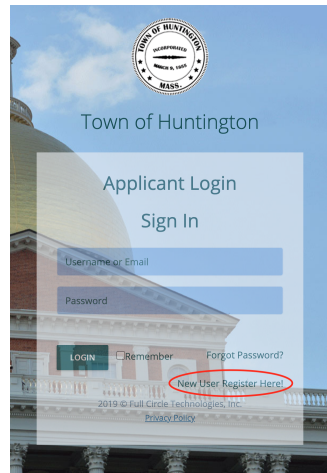 TOWN OF HUNTINGTON
INCORPORATED
MARCH 9, 1855
MASS.
Town of Huntington
Applicant Login
Sign In
Username or Email
Password
LOGIN Remember Forgot Password?
New User Register Here!
2019 © Full Circle Technologies, Inc.
Privacy Policy